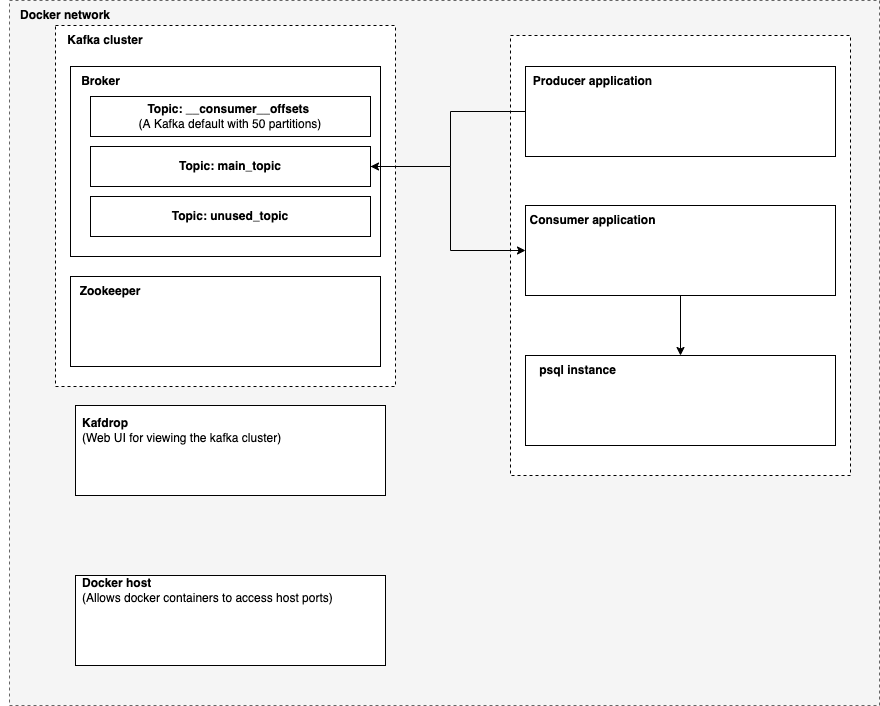 Docker network
Kafka cluster
Broker
Topic: __consumer__offsets
(A Kafka default with 50 partitions)
Topic: main_topic
Topic: unused_topic
Zookeeper
Kafdrop
(Web UI for viewing the kafka cluster)
Docker host
(Allows docker containers to access host ports)
Producer application
Consumer application
psql instance